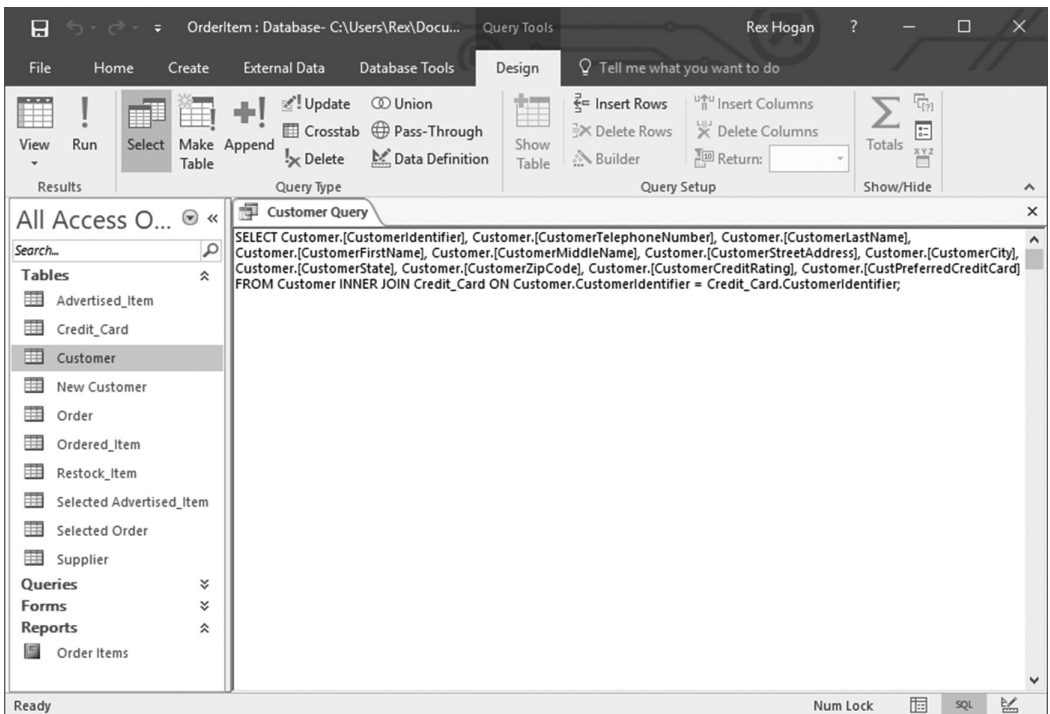 OrderItem : Database- C:\Users\Rex\Docu... Query Tools Rex Hogan ?
File Home Create External Data Database Tools Design Tell me what you want to do
View Run Select Make Table Append Update Union
Crosstab Pass-Through
Delete Data Definition
Show Table Insert Rows Insert Columns
Delete Rows Delete Columns
Builder Return:
Totals XYZ
Results Query Type Query Setup Show/Hide
All Access O... «
Search...
Tables
Advertised_Item
Credit_Card
Customer
New Customer
Order
Ordered_Item
Restock_Item
Selected Advertised_Item
Selected Order
Supplier
Queries
Forms
Reports
Order Items
Customer Query
SELECT Customer.[CustomerIdentifier], Customer.[CustomerTelephoneNumber], Customer.[CustomerLastName],
Customer.[CustomerFirstName], Customer.[CustomerMiddleName], Customer.[CustomerStreetAddress], Customer.[CustomerCity],
Customer.[CustomerState], Customer.[CustomerZipCode], Customer.[CustomerCreditRating], Customer.[CustPreferredCreditCard]
FROM Customer INNER JOIN Credit_Card ON Customer.CustomerIdentifier = Credit_Card.CustomerIdentifier;
Ready Num Lock SQL